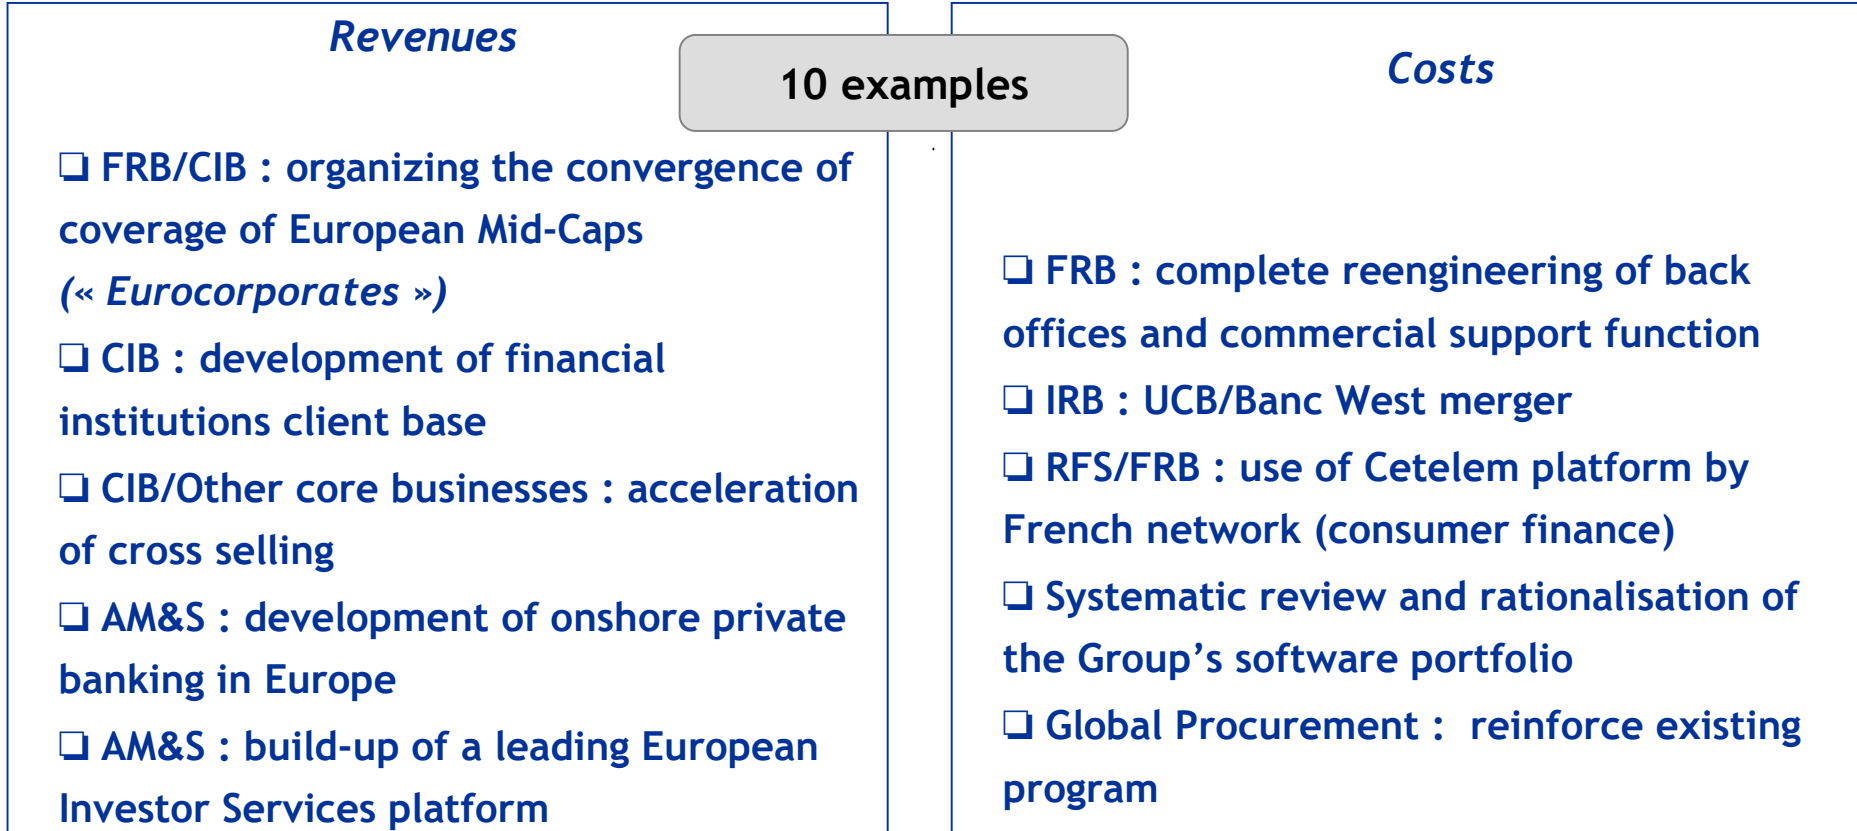 Revenues
10 examples
Costs
❏ FRB/CIB : organizing the convergence of
coverage of European Mid-Caps
(« Eurocorporates »)
❏ CIB : development of financial
institutions client base
❏ CIB/Other core businesses : acceleration
of cross selling
❏ AM&S : development of onshore private
banking in Europe
❏ AM&S : build-up of a leading European
Investor Services platform
❏ FRB : complete reengineering of back
offices and commercial support function
❏ IRB : UCB/Banc West merger
❏ RFS/FRB : use of Cetelem platform by
French network (consumer finance)
❏ Systematic review and rationalisation of
the Group’s software portfolio
❏ Global Procurement :  reinforce existing
program